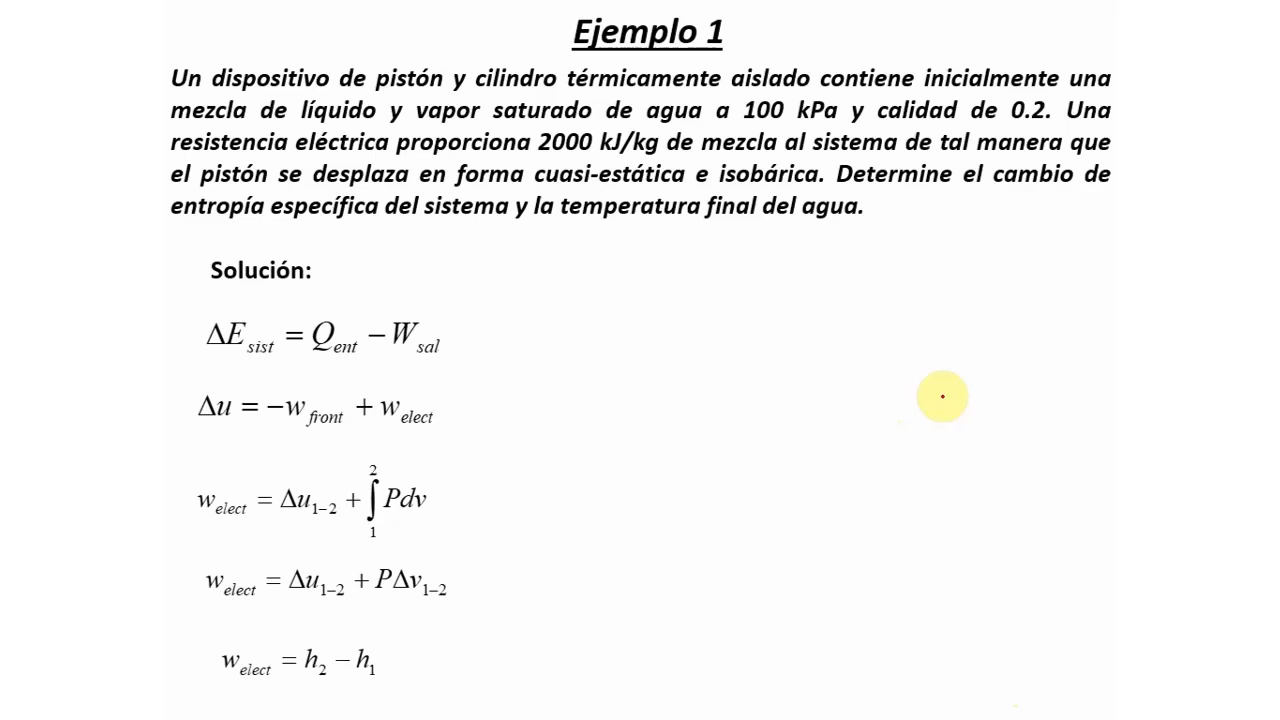 Ejemplo 1
Un dispositivo de pistón y cilindro térmicamente aislado contiene inicialmente una
mezcla de líquido y vapor saturado de agua a 100 kPa y calidad de 0.2. Una
resistencia eléctrica proporciona 2000 kJ/kg de mezcla al sistema de tal manera que
el pistón se desplaza en forma cuasi-estática e isobárica. Determine el cambio de
entropía específica del sistema y la temperatura final del agua.
Solución:
ΔE_sist = Q_ent − W_sal
Δu = −w_front + w_elect
w_elect = Δu_1−2 + ∫_1^2 Pdv
w_elect = Δu_1−2 + PΔv_1−2
w_elect = h_2 − h_1